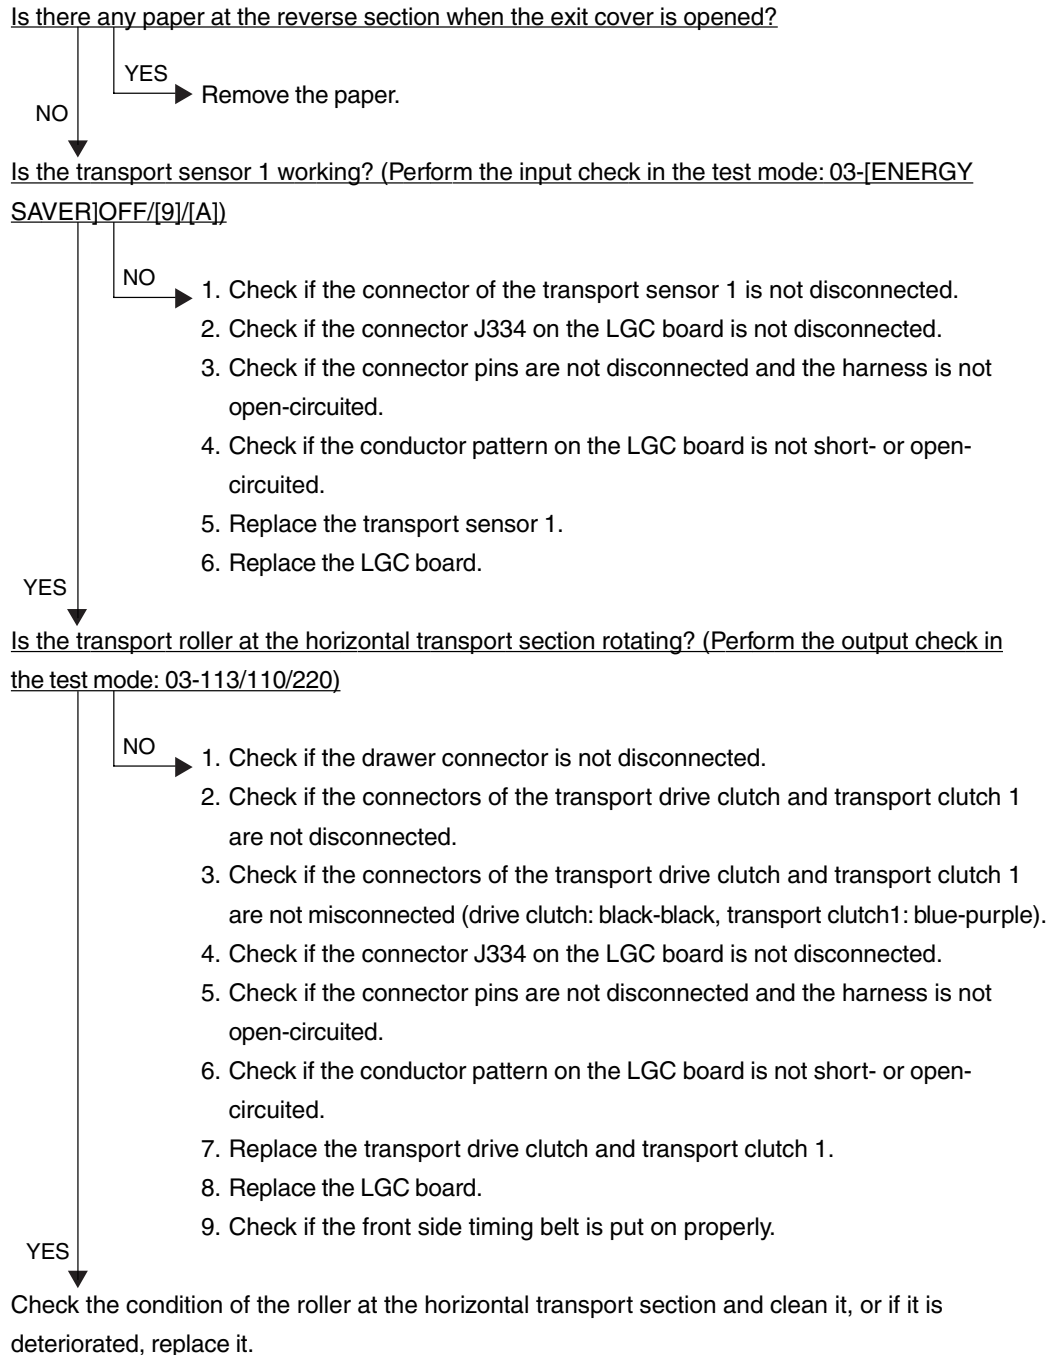 Is there any paper at the reverse section when the exit cover is opened?
YES
Remove the paper.
NO
Is the transport sensor 1 working? (Perform the input check in the test mode: 03-[ENERGY
SAVER]OFF/[9]/[A])
NO
1. Check if the connector of the transport sensor 1 is not disconnected.
2. Check if the connector J334 on the LGC board is not disconnected.
3. Check if the connector pins are not disconnected and the harness is not
open-circuited.
4. Check if the conductor pattern on the LGC board is not short- or open-
circuited.
5. Replace the transport sensor 1.
6. Replace the LGC board.
YES
Is the transport roller at the horizontal transport section rotating? (Perform the output check in
the test mode: 03-113/110/220)
NO
1. Check if the drawer connector is not disconnected.
2. Check if the connectors of the transport drive clutch and transport clutch 1
are not disconnected.
3. Check if the connectors of the transport drive clutch and transport clutch 1
are not misconnected (drive clutch: black-black, transport clutch1: blue-purple).
4. Check if the connector J334 on the LGC board is not disconnected.
5. Check if the connector pins are not disconnected and the harness is not
open-circuited.
6. Check if the conductor pattern on the LGC board is not short- or open-
circuited.
7. Replace the transport drive clutch and transport clutch 1.
8. Replace the LGC board.
9. Check if the front side timing belt is put on properly.
YES
Check the condition of the roller at the horizontal transport section and clean it, or if it is
deteriorated, replace it.